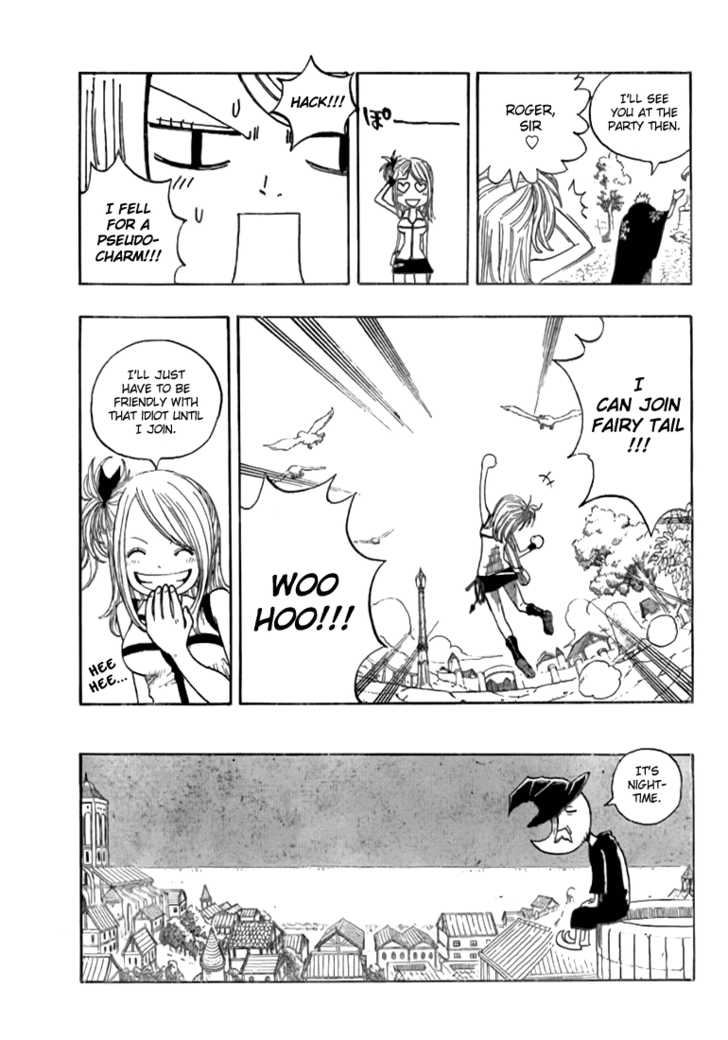 I'LL SEE
YOU AT THE
PARTY THEN.
ROGER,
SIR
♡
ぽ
HACK!!!
I FELL
FOR A
PSEUDO-
CHARM!!!
I
CAN JOIN
FAIRY TAIL
!!!
WOO
HOO!!!
I'LL JUST
HAVE TO BE
FRIENDLY WITH
THAT IDIOT UNTIL
I JOIN.
HEE
HEE...
IT'S
NIGHT-
TIME.